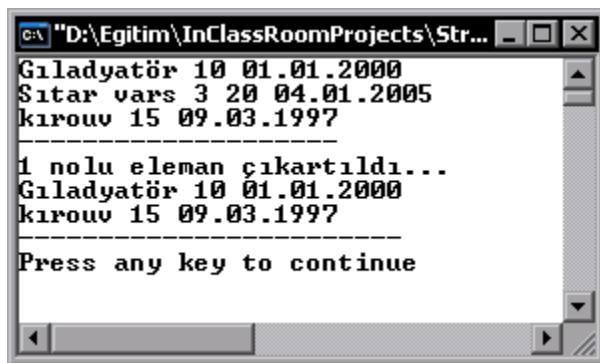 "D:\Egitim\InClassRoomProjects\Str...
Gıladyatör 10 01.01.2000
Sıtar vars 3 20 04.01.2005
kırouv 15 09.03.1997
--------------------
1 nolu eleman çıkartıldı...
Gıladyatör 10 01.01.2000
kırouv 15 09.03.1997
------------------------
Press any key to continue